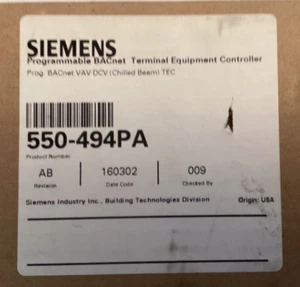 SIEMENS
Programmable BACnet Terminal Equipment Controller
Prog. BACnet VAV DCV (Chilled Beam) TEC
550-494PA
Product Number
AB 160302 009
Revision Date Code Checked By
Siemens Industry Inc., Building Technologies Division Origin: USA